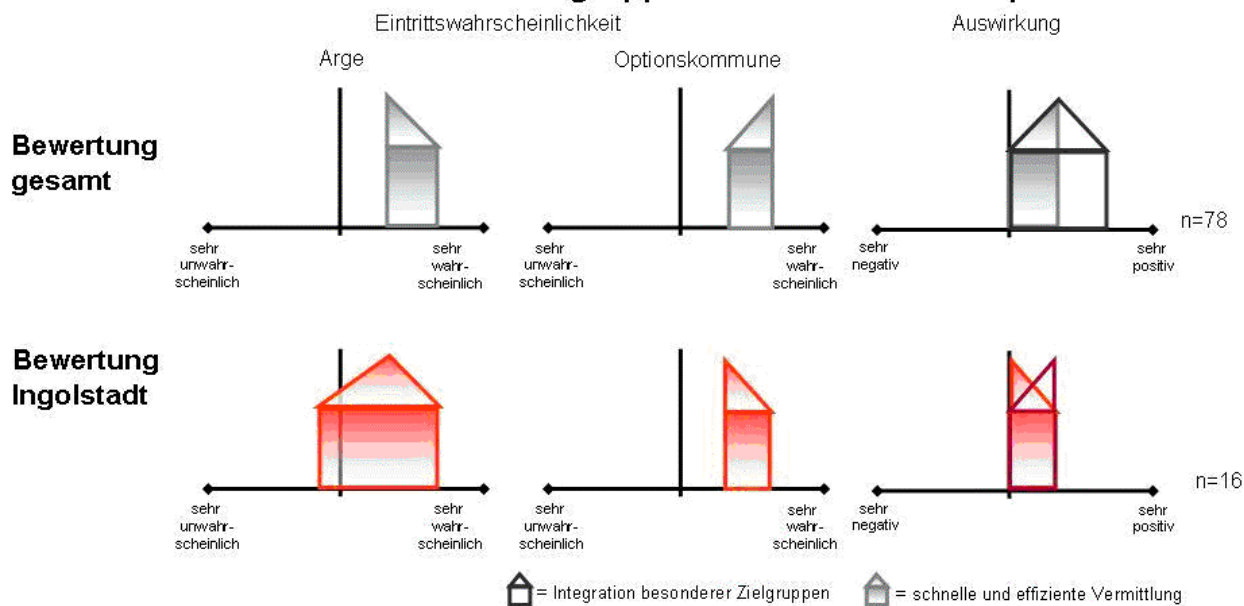 Eintrittswahrscheinlichkeit
Auswirkung
Arge
Optionskommune
Bewertung
gesamt
n=78
sehr
unwahr-
scheinlich
sehr
wahr-
scheinlich
sehr
unwahr-
scheinlich
sehr
wahr-
scheinlich
sehr
negativ
sehr
positiv
Bewertung
Ingolstadt
n=16
sehr
unwahr-
scheinlich
sehr
wahr-
scheinlich
sehr
unwahr-
scheinlich
sehr
wahr-
scheinlich
sehr
negativ
sehr
positiv
= Integration besonderer Zielgruppen
= schnelle und effiziente Vermittlung